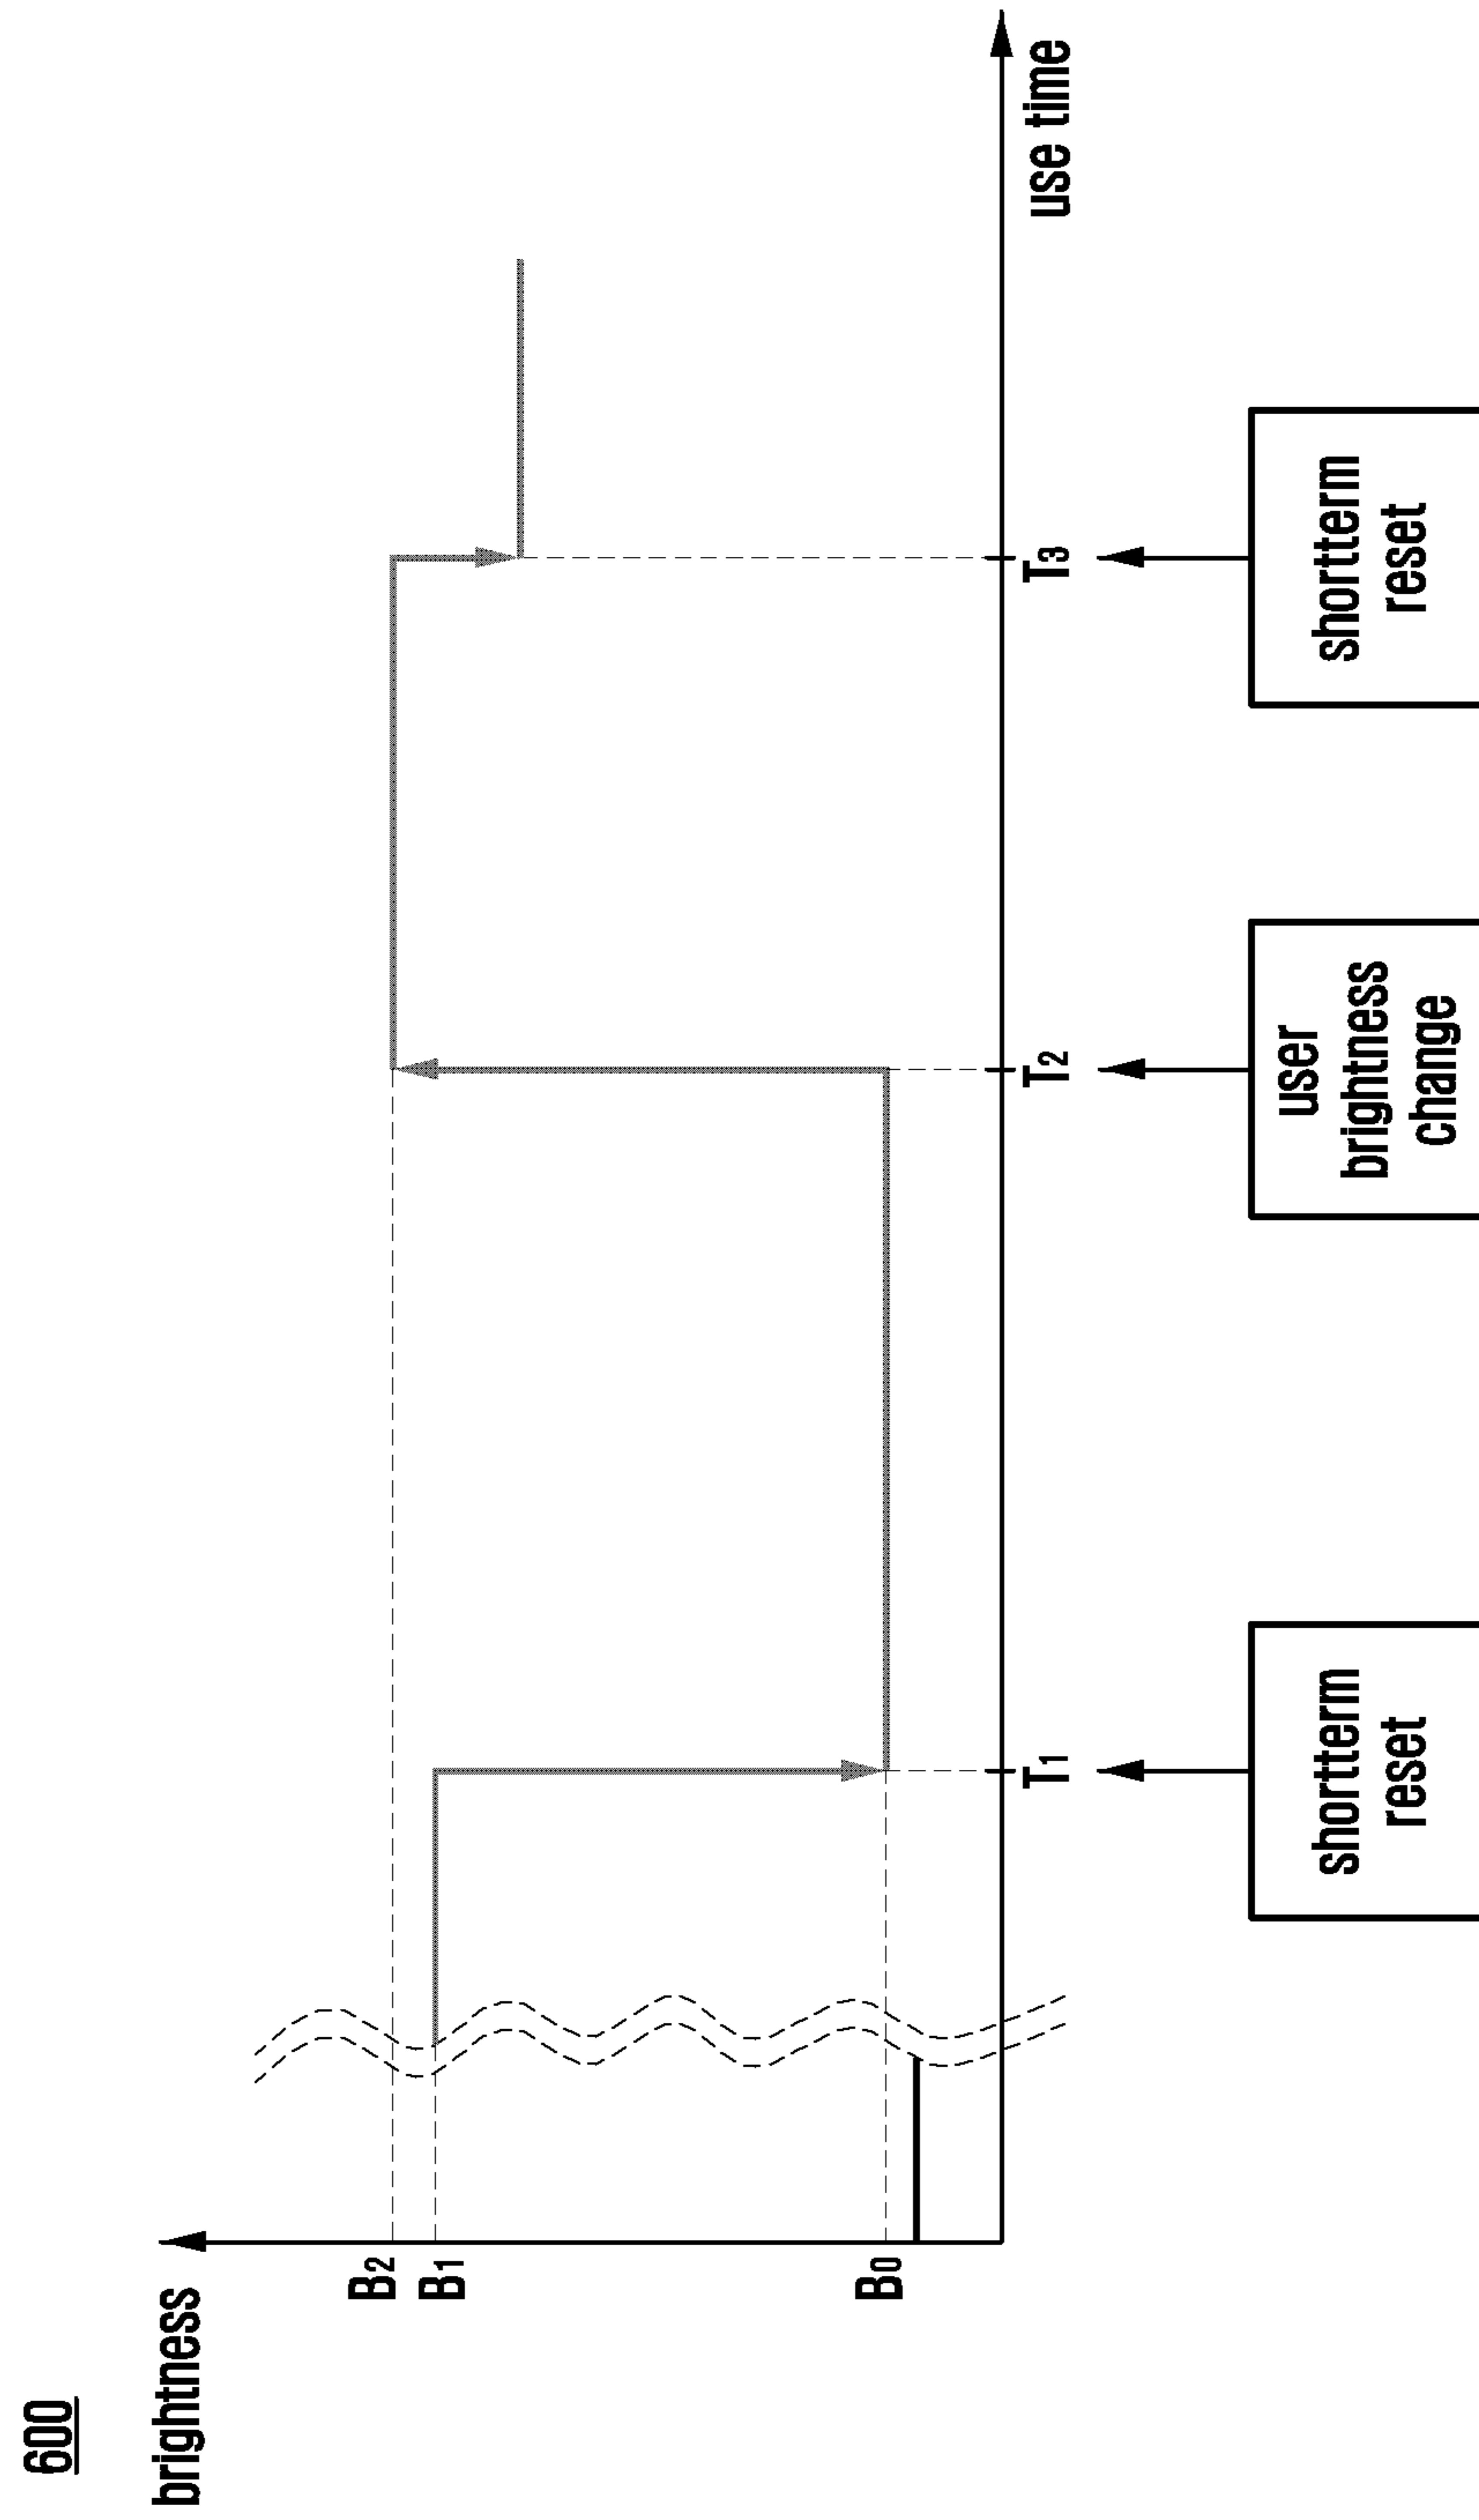 600
brightness
B2
B1
B0
T1
T2
T3
use time
shortterm
reset
user
brightness
change
shortterm
reset